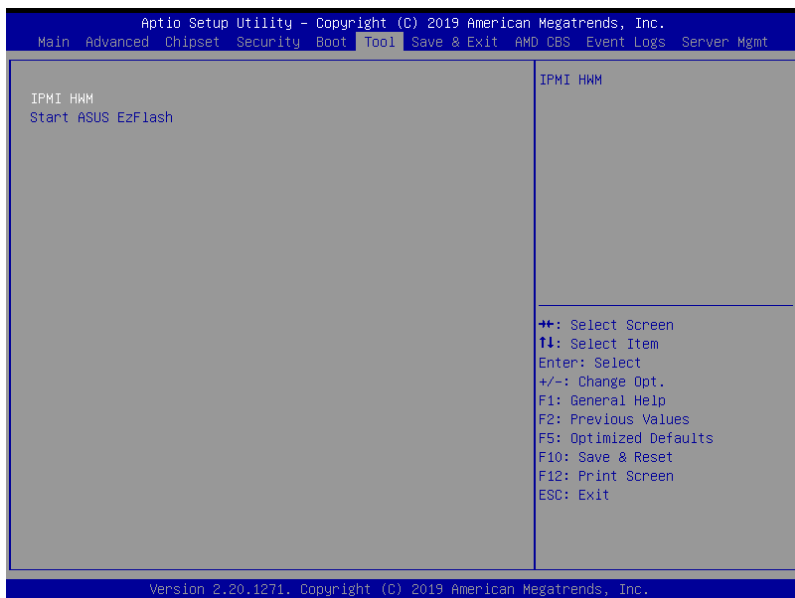 Aptio Setup Utility – Copyright (C) 2019 American Megatrends, Inc.
Main Advanced Chipset Security Boot Tool Save & Exit AMD CBS Event Logs Server Mgmt
IPMI HWM
Start ASUS EzFlash
IPMI HWM
→←: Select Screen
↑↓: Select Item
Enter: Select
+/-: Change Opt.
F1: General Help
F2: Previous Values
F5: Optimized Defaults
F10: Save & Reset
F12: Print Screen
ESC: Exit
Version 2.20.1271. Copyright (C) 2019 American Megatrends, Inc.